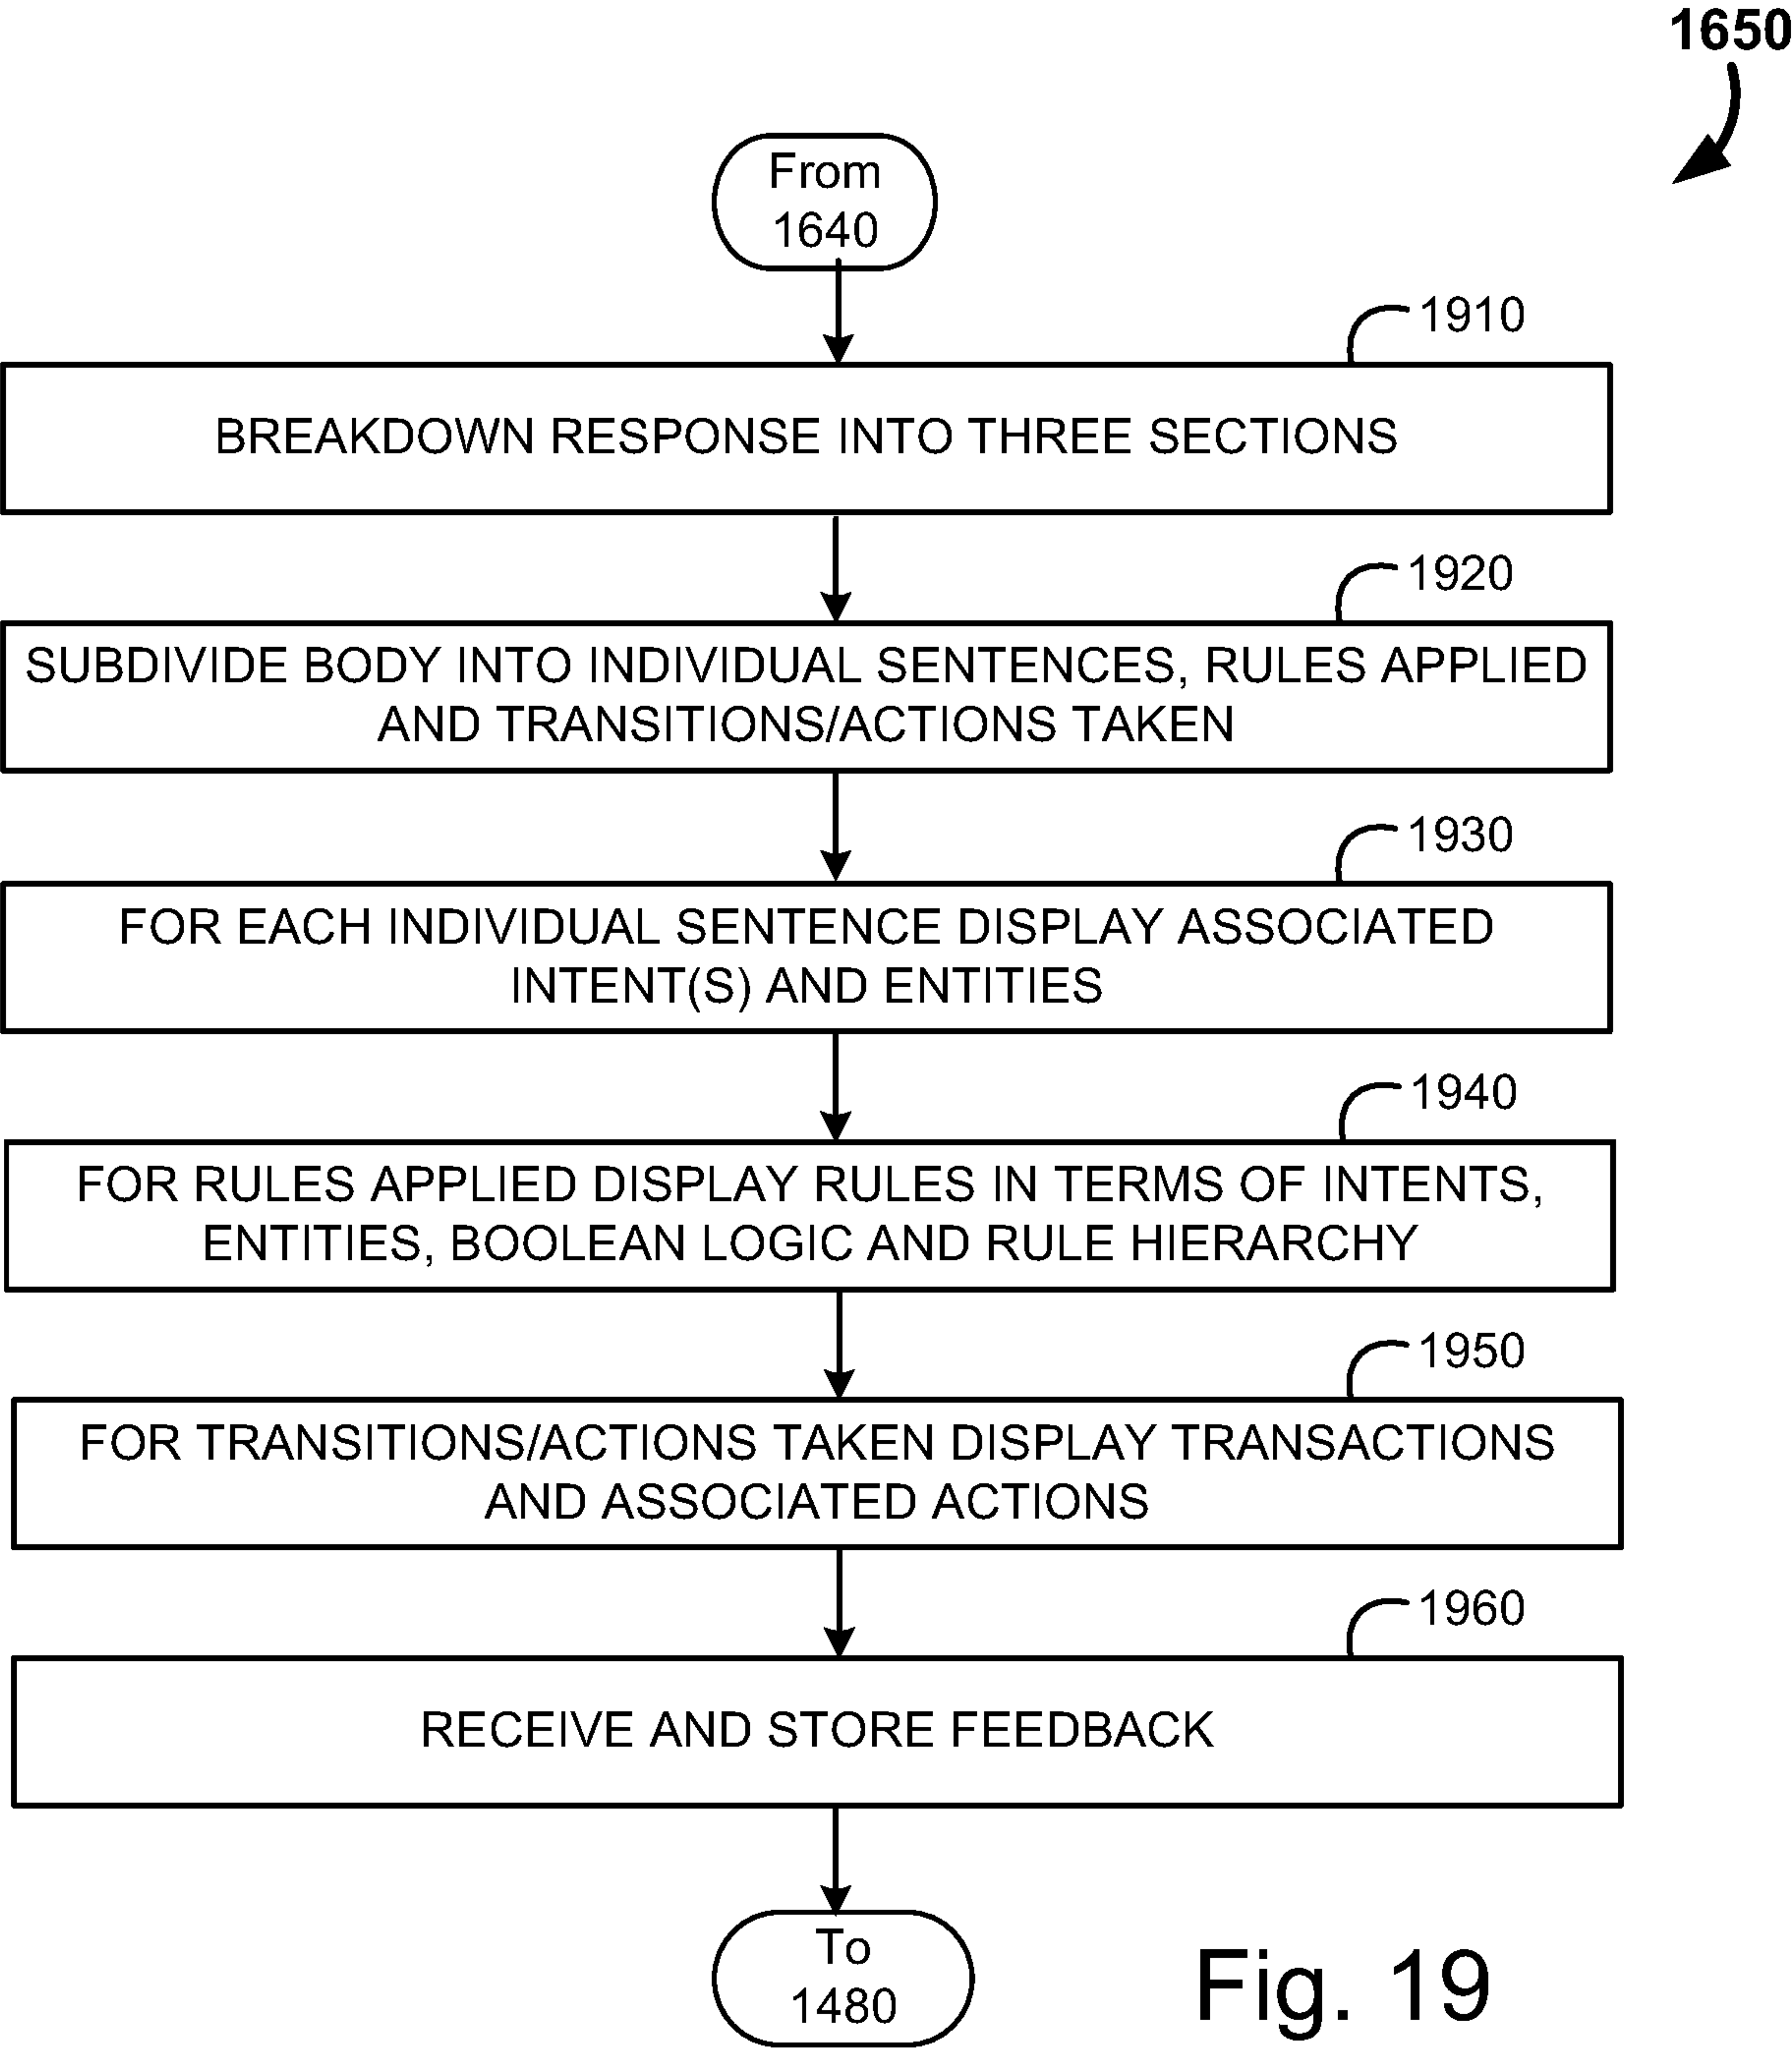 1650
From
1640
1910
BREAKDOWN RESPONSE INTO THREE SECTIONS
1920
SUBDIVIDE BODY INTO INDIVIDUAL SENTENCES, RULES APPLIED
AND TRANSITIONS/ACTIONS TAKEN
1930
FOR EACH INDIVIDUAL SENTENCE DISPLAY ASSOCIATED
INTENT(S) AND ENTITIES
1940
FOR RULES APPLIED DISPLAY RULES IN TERMS OF INTENTS,
ENTITIES, BOOLEAN LOGIC AND RULE HIERARCHY
1950
FOR TRANSITIONS/ACTIONS TAKEN DISPLAY TRANSACTIONS
AND ASSOCIATED ACTIONS
1960
RECEIVE AND STORE FEEDBACK
To
1480
Fig. 19